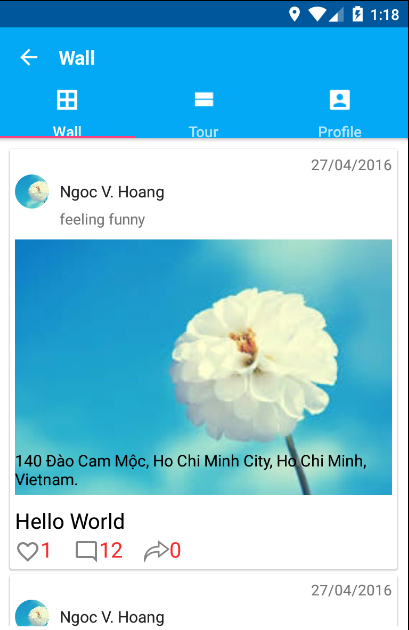 1:18
Wall
Wall
Tour
Profile
27/04/2016
Ngoc V. Hoang
feeling funny
140 Đào Cam Mộc, Ho Chi Minh City, Ho Chi Minh,
Vietnam.
Hello World
1
12
0
27/04/2016
Ngoc V. Hoang